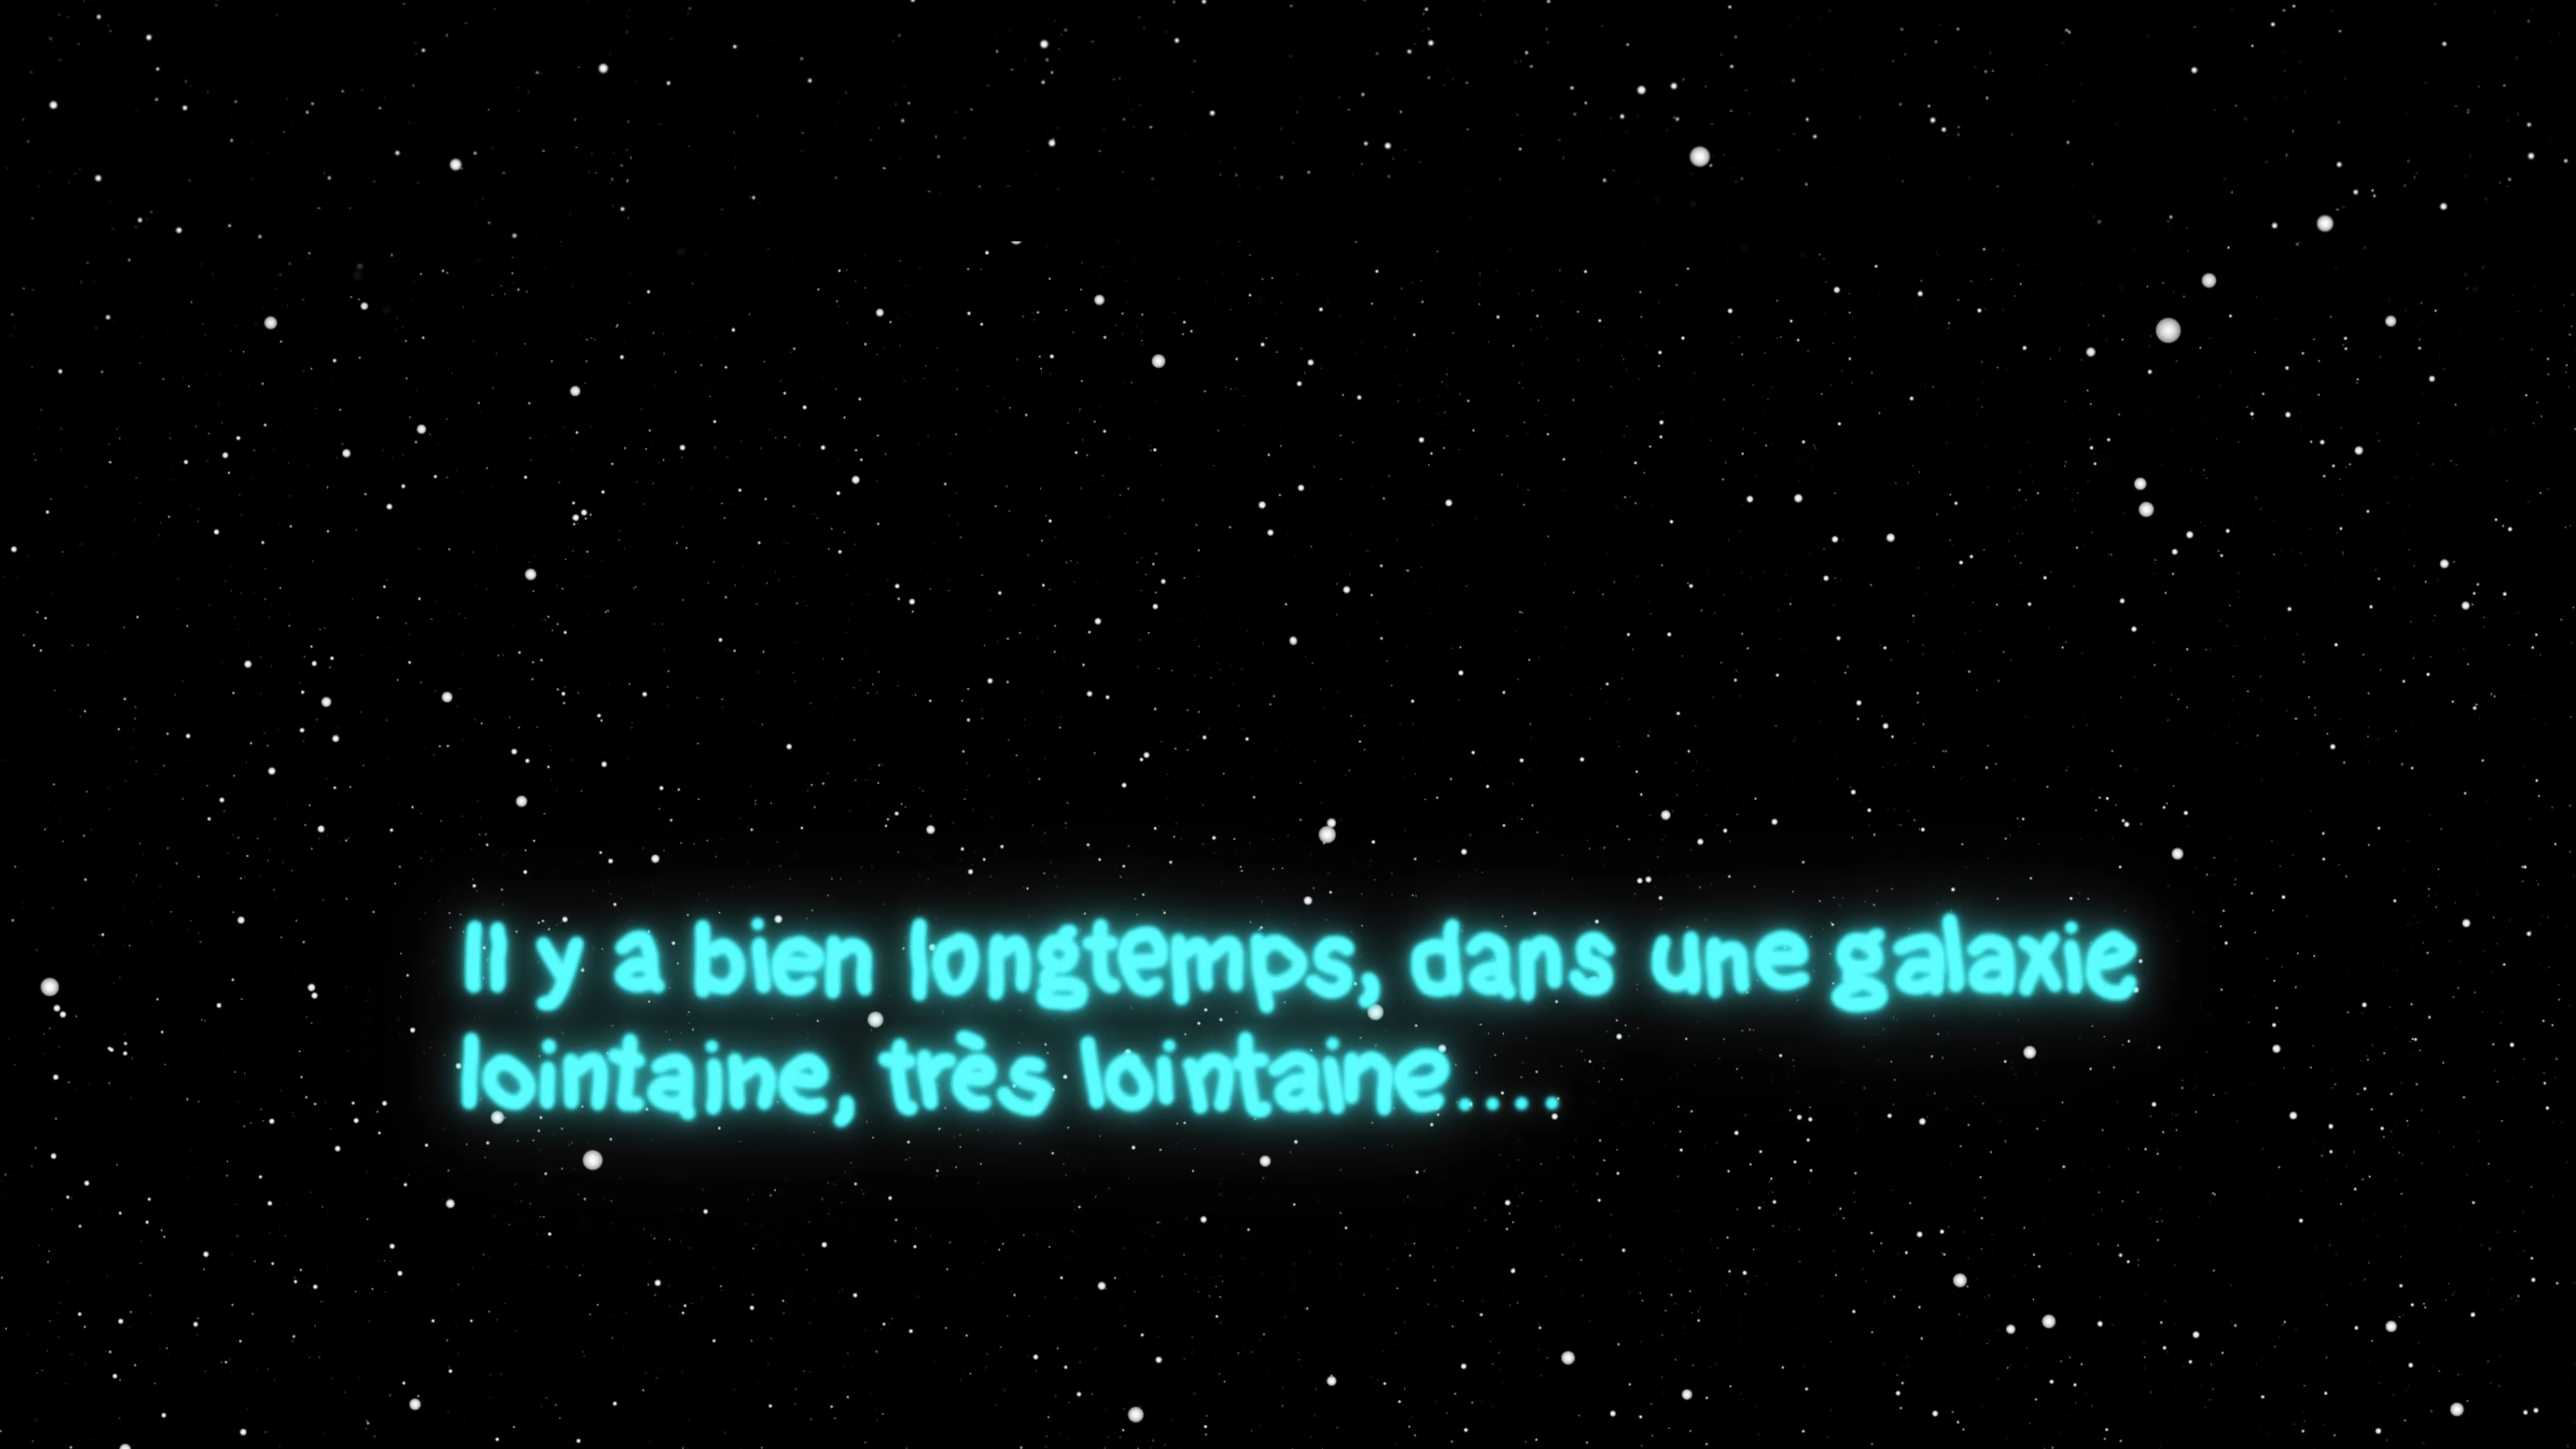 Il y a bien longtemps, dans une galaxie
lointaine, très lointaine....